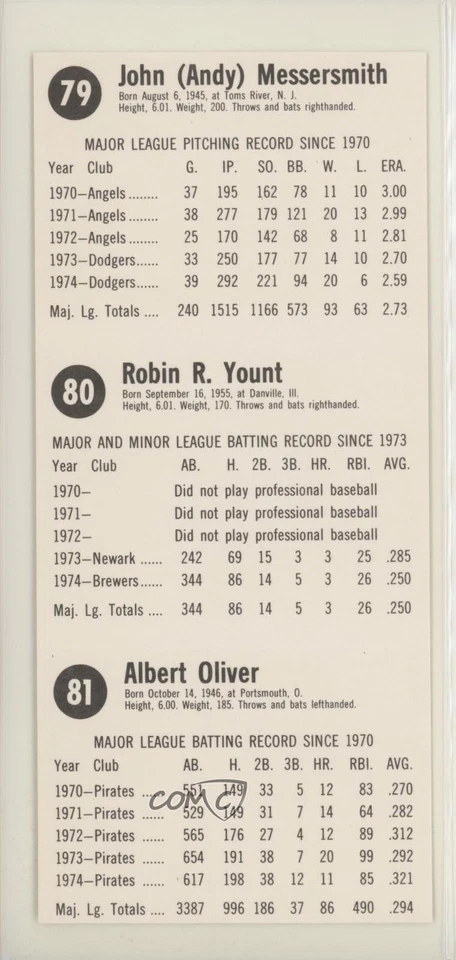 79
John (Andy) Messersmith
Born August 6, 1945, at Toms River, N. J.
Height, 6.01. Weight, 200. Throws and bats righthanded.
MAJOR LEAGUE PITCHING RECORD SINCE 1970
Year Club G. IP. SO. BB. W. L. ERA.
1970—Angels ........ 37 195 162 78 11 10 3.00
1971—Angels ........ 38 277 179 121 20 13 2.99
1972—Angels ........ 25 170 142 68 8 11 2.81
1973—Dodgers...... 33 250 177 77 14 10 2.70
1974—Dodgers...... 39 292 221 94 20 6 2.59
Maj. Lg. Totals .... 240 1515 1166 573 93 63 2.73
80
Robin R. Yount
Born September 16, 1955, at Danville, Ill.
Height, 6.01. Weight, 170. Throws and bats righthanded.
MAJOR AND MINOR LEAGUE BATTING RECORD SINCE 1973
Year Club AB. H. 2B. 3B. HR. RBI. AVG.
1970— Did not play professional baseball
1971— Did not play professional baseball
1972— Did not play professional baseball
1973—Newark ...... 242 69 15 3 3 25 .285
1974—Brewers...... 344 86 14 5 3 26 .250
Maj. Lg. Totals .... 344 86 14 5 3 26 .250
81
Albert Oliver
Born October 14, 1946, at Portsmouth, O.
Height, 6.00. Weight, 185. Throws and bats lefthanded.
MAJOR LEAGUE BATTING RECORD SINCE 1970
Year Club AB. H. 2B. 3B. HR. RBI. AVG.
1970—Pirates ...... 551 149 33 5 12 83 .270
COMC
1971—Pirates ...... 529 149 31 7 14 64 .282
1972—Pirates ...... 565 176 27 4 12 89 .312
1973—Pirates ...... 654 191 38 7 20 99 .292
1974—Pirates ...... 617 198 38 12 11 85 .321
Maj. Lg. Totals .... 3387 996 186 37 86 490 .294